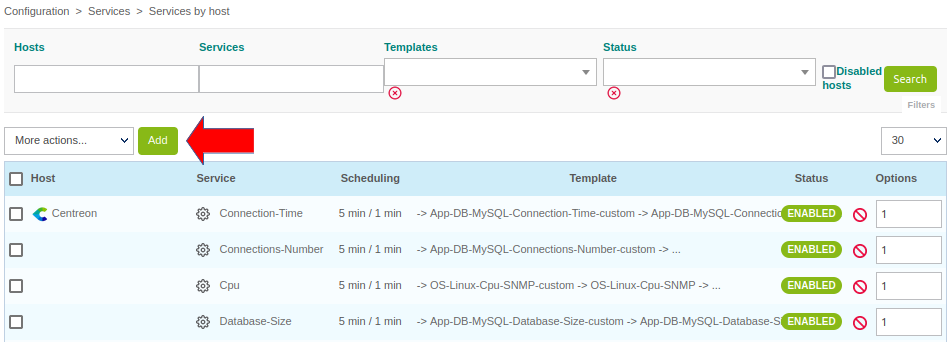 Configuration > Services > Services by host
Hosts Services Templates Status
Disabled hosts
Search
Filters
More actions... Add 30
Host Service Scheduling Template Status Options
Centreon Connection-Time 5 min / 1 min -> App-DB-MySQL-Connection-Time-custom -> App-DB-MySQL-Connectio ENABLED 1
Connections-Number 5 min / 1 min -> App-DB-MySQL-Connections-Number-custom -> ... ENABLED 1
Cpu 5 min / 1 min -> OS-Linux-Cpu-SNMP-custom -> OS-Linux-Cpu-SNMP -> ... ENABLED 1
Database-Size 5 min / 1 min -> App-DB-MySQL-Database-Size-custom -> App-DB-MySQL-Database-S ENABLED 1